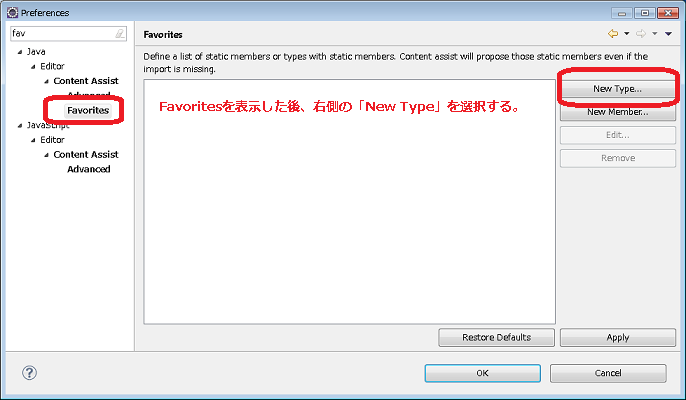 Preferences
fav
Java
Editor
Content Assist
Advanced
Favorites
JavaScript
Editor
Content Assist
Advanced
Favorites
Define a list of static members or types with static members. Content assist will propose those static members even if the
import is missing.
Favoritesを表示した後、右側の「New Type」を選択する。
New Type...
New Member...
Edit...
Remove
Restore Defaults
Apply
?
OK
Cancel